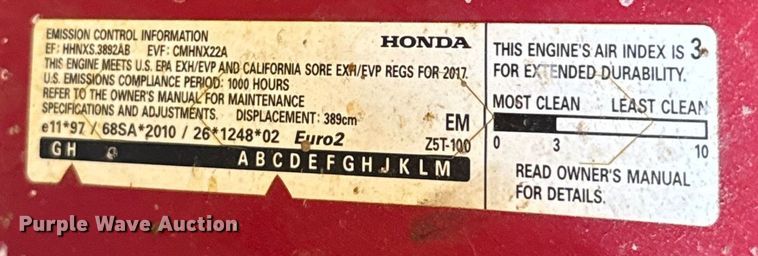 EMISSION CONTROL INFORMATION
HONDA
EF: HHNXS.3892AB EVF: CMHNX22A
THIS ENGINE MEETS U.S. EPA EXH/EVP AND CALIFORNIA SORE EXH/EVP REGS FOR 2017.
U.S. EMISSIONS COMPLIANCE PERIOD: 1000 HOURS
REFER TO THE OWNER'S MANUAL FOR MAINTENANCE
SPECIFICATIONS AND ADJUSTMENTS. DISPLACEMENT: 389cm
EM
e11*97 / 68SA*2010 / 26*1248*02 Euro2
Z5T-100
GH
ABCDEFGHJKLM
THIS ENGINE'S AIR INDEX IS 3
FOR EXTENDED DURABILITY.
MOST CLEAN LEAST CLEAN
0 3 10
READ OWNER'S MANUAL
FOR DETAILS.
Purple Wave Auction